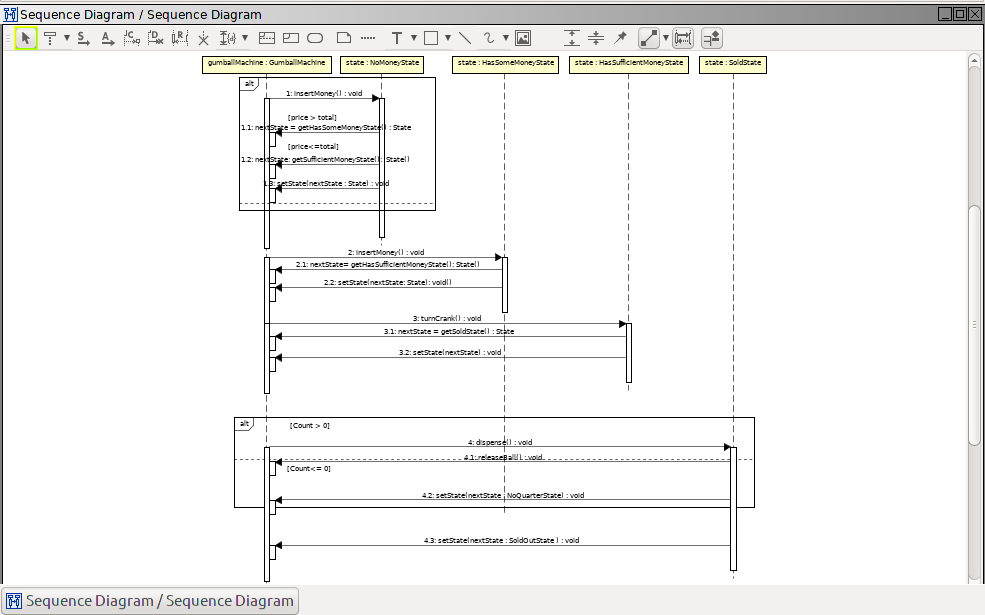 Sequence Diagram / Sequence Diagram
gumballMachine : GumballMachine
state : NoMoneyState
state : HasSomeMoneyState
state : HasSufficientMoneyState
state : SoldState
alt
1: insertMoney() : void
[price > total]
1.1: nextState = getHasSomeMoneyState() : State
[price<=total]
1.2: nextState: getSufficientMoneyState(): State()
1.3: setState(nextState : State) : void
2: insertMoney() : void
2.1: nextState= getHasSufficientMoneyState(): State()
2.2: setState(nextState: State): void()
3: turnCrank() : void
3.1: nextState = getSoldState() : State
3.2: setState(nextState) : void
alt
[Count > 0]
4: dispense() : void
4.1: releaseBall() : void
[Count<= 0]
4.2: setState(nextState : NoQuarterState) : void
4.3: setState(nextState : SoldOutState ) : void
Sequence Diagram / Sequence Diagram